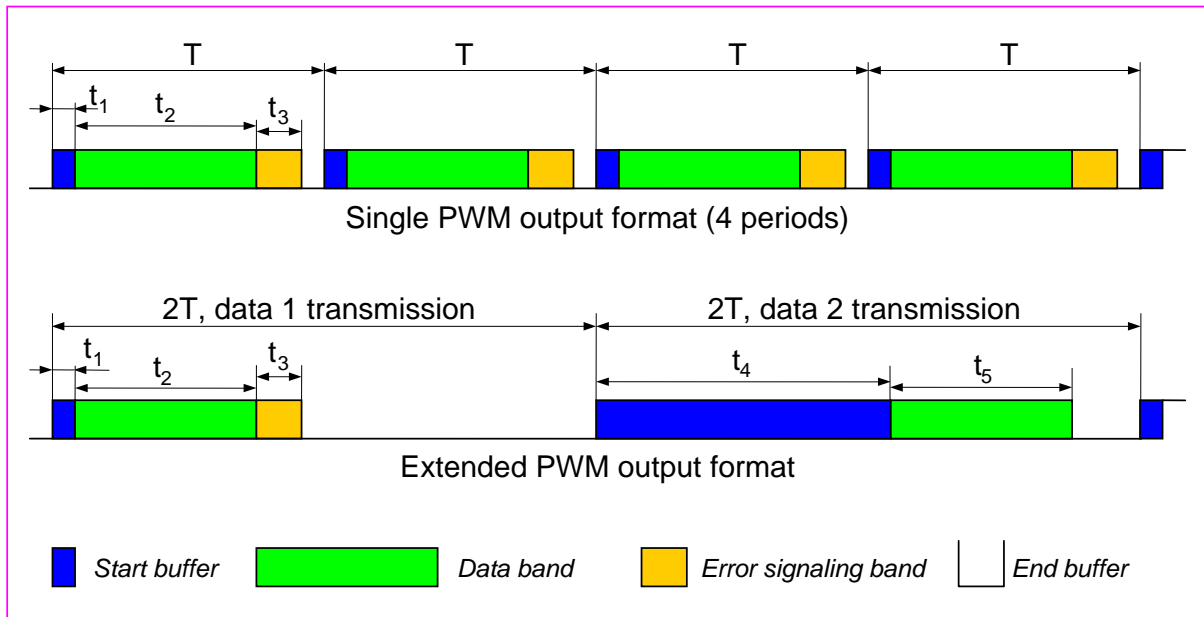 T T T T
t1 t2 t3
Single PWM output format (4 periods)
2T, data 1 transmission 2T, data 2 transmission
t1 t2 t3 t4 t5
Extended PWM output format
Start buffer Data band Error signaling band End buffer